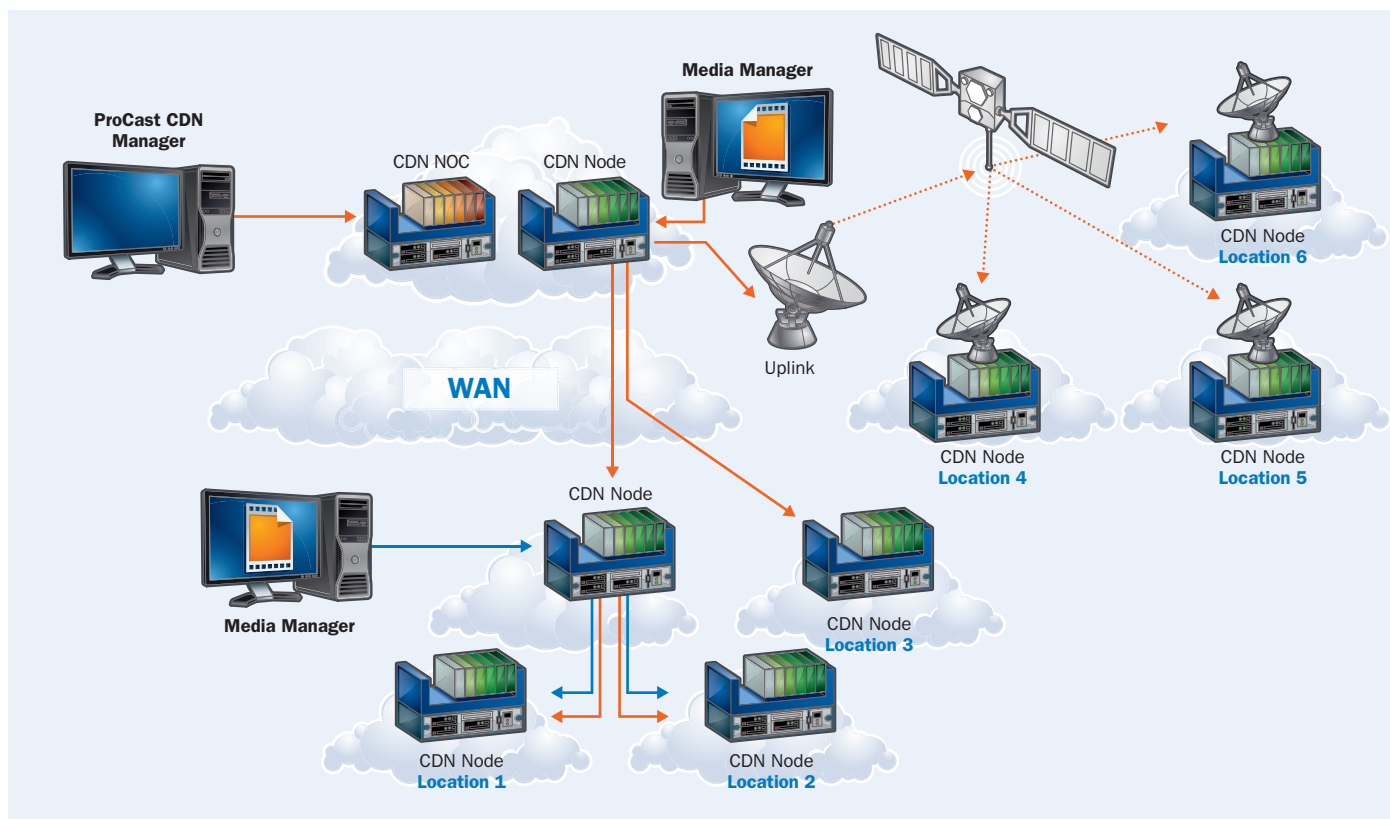 Media Manager
ProCast CDN
Manager
CDN NOC
CDN Node
CDN Node
Location 6
Uplink
WAN
CDN Node
Location 4
CDN Node
Location 5
CDN Node
Media Manager
CDN Node
Location 3
CDN Node
Location 1
CDN Node
Location 2